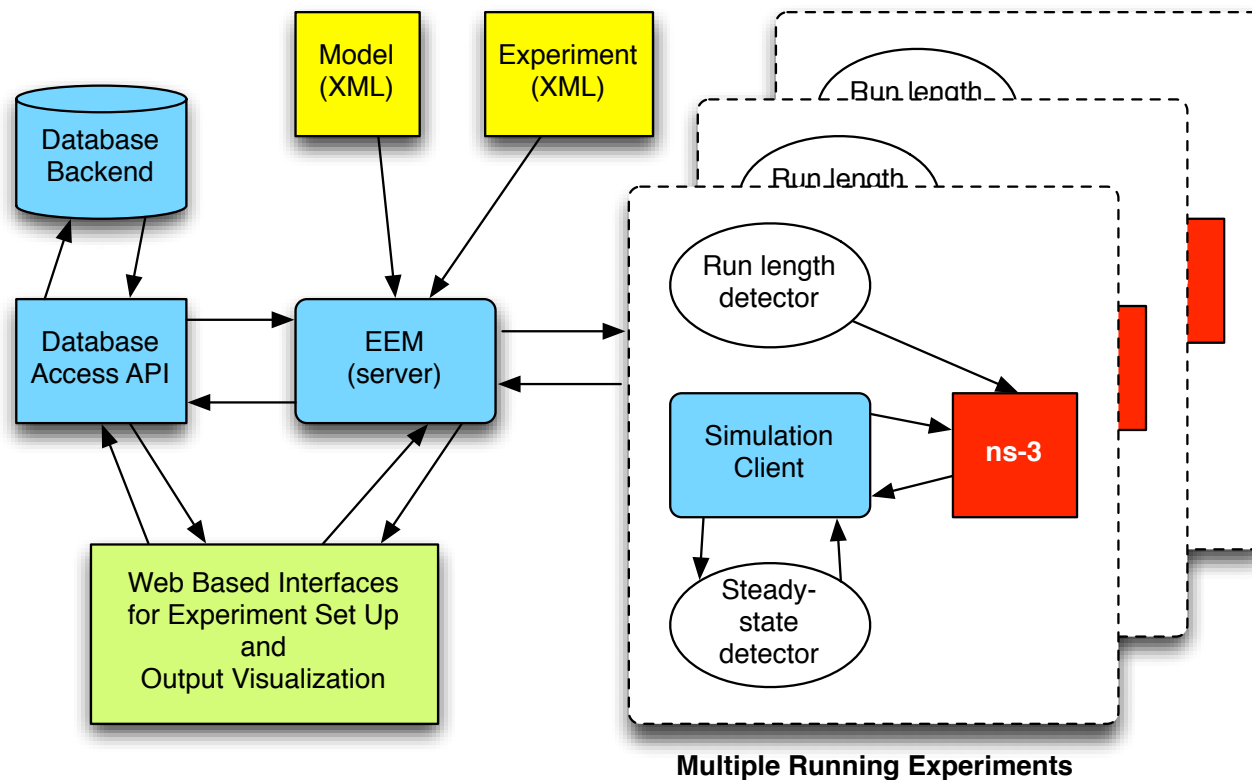 Model
(XML)
Experiment
(XML)
Database
Backend
Database
Access API
EEM
(server)
Web Based Interfaces
for Experiment Set Up
and
Output Visualization
Run length
Run length
Run length
detector
Simulation
Client
ns-3
Steady-
state
detector
Multiple Running Experiments